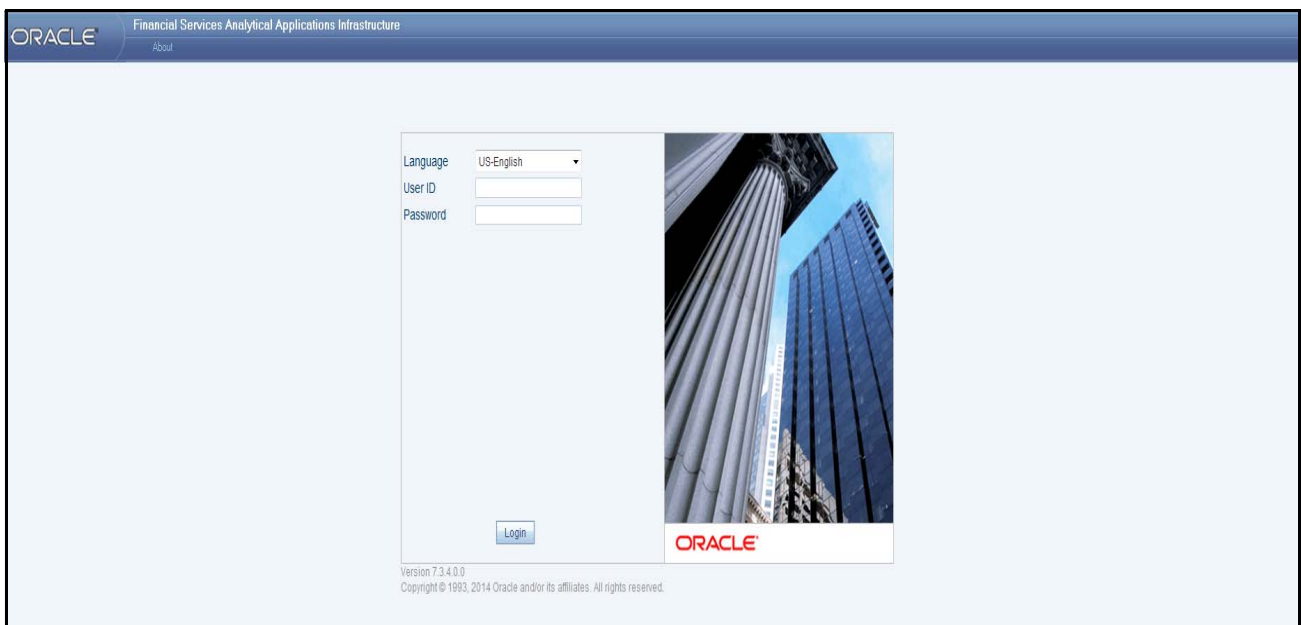 ORACLE
Financial Services Analytical Applications Infrastructure
About
Language US-English
User ID
Password
Login
ORACLE
Version 7.3.4.0.0
Copyright © 1993, 2014 Oracle and/or its affiliates. All rights reserved.